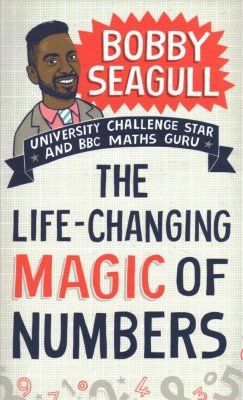 BOBBY
SEAGULL
UNIVERSITY CHALLENGE STAR
AND BBC MATHS GURU
THE
LIFE-CHANGING
MAGIC OF
NUMBERS